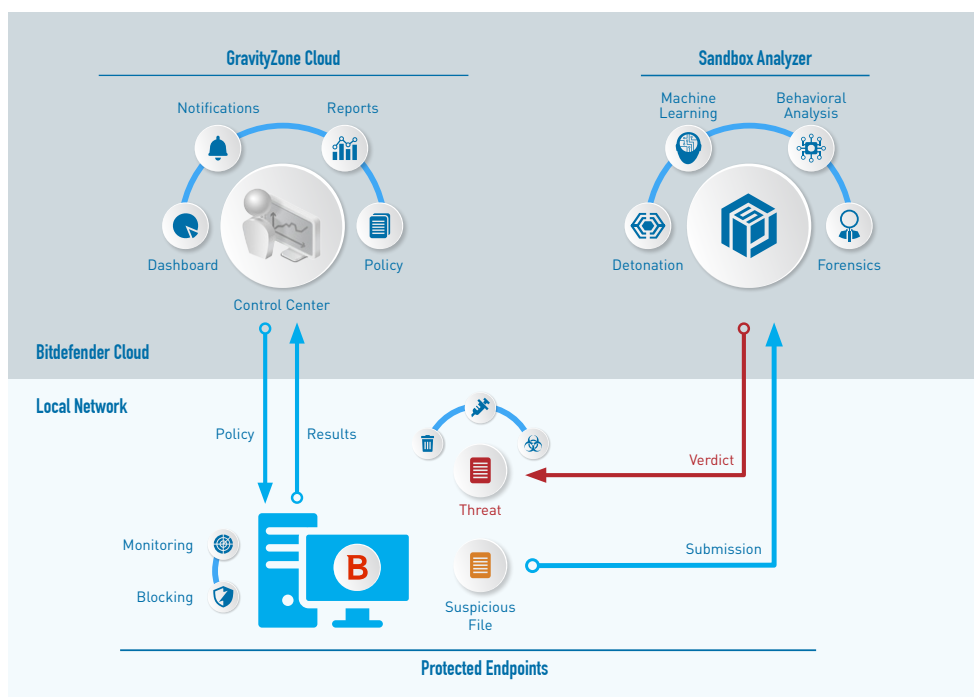 GravityZone Cloud
Sandbox Analyzer
Notifications
Reports
Dashboard
Policy
Control Center
Machine
Learning
Behavioral
Analysis
Detonation
Forensics
Bitdefender Cloud
Local Network
Policy
Results
Verdict
Threat
Monitoring
Blocking
B
Submission
Suspicious
File
Protected Endpoints